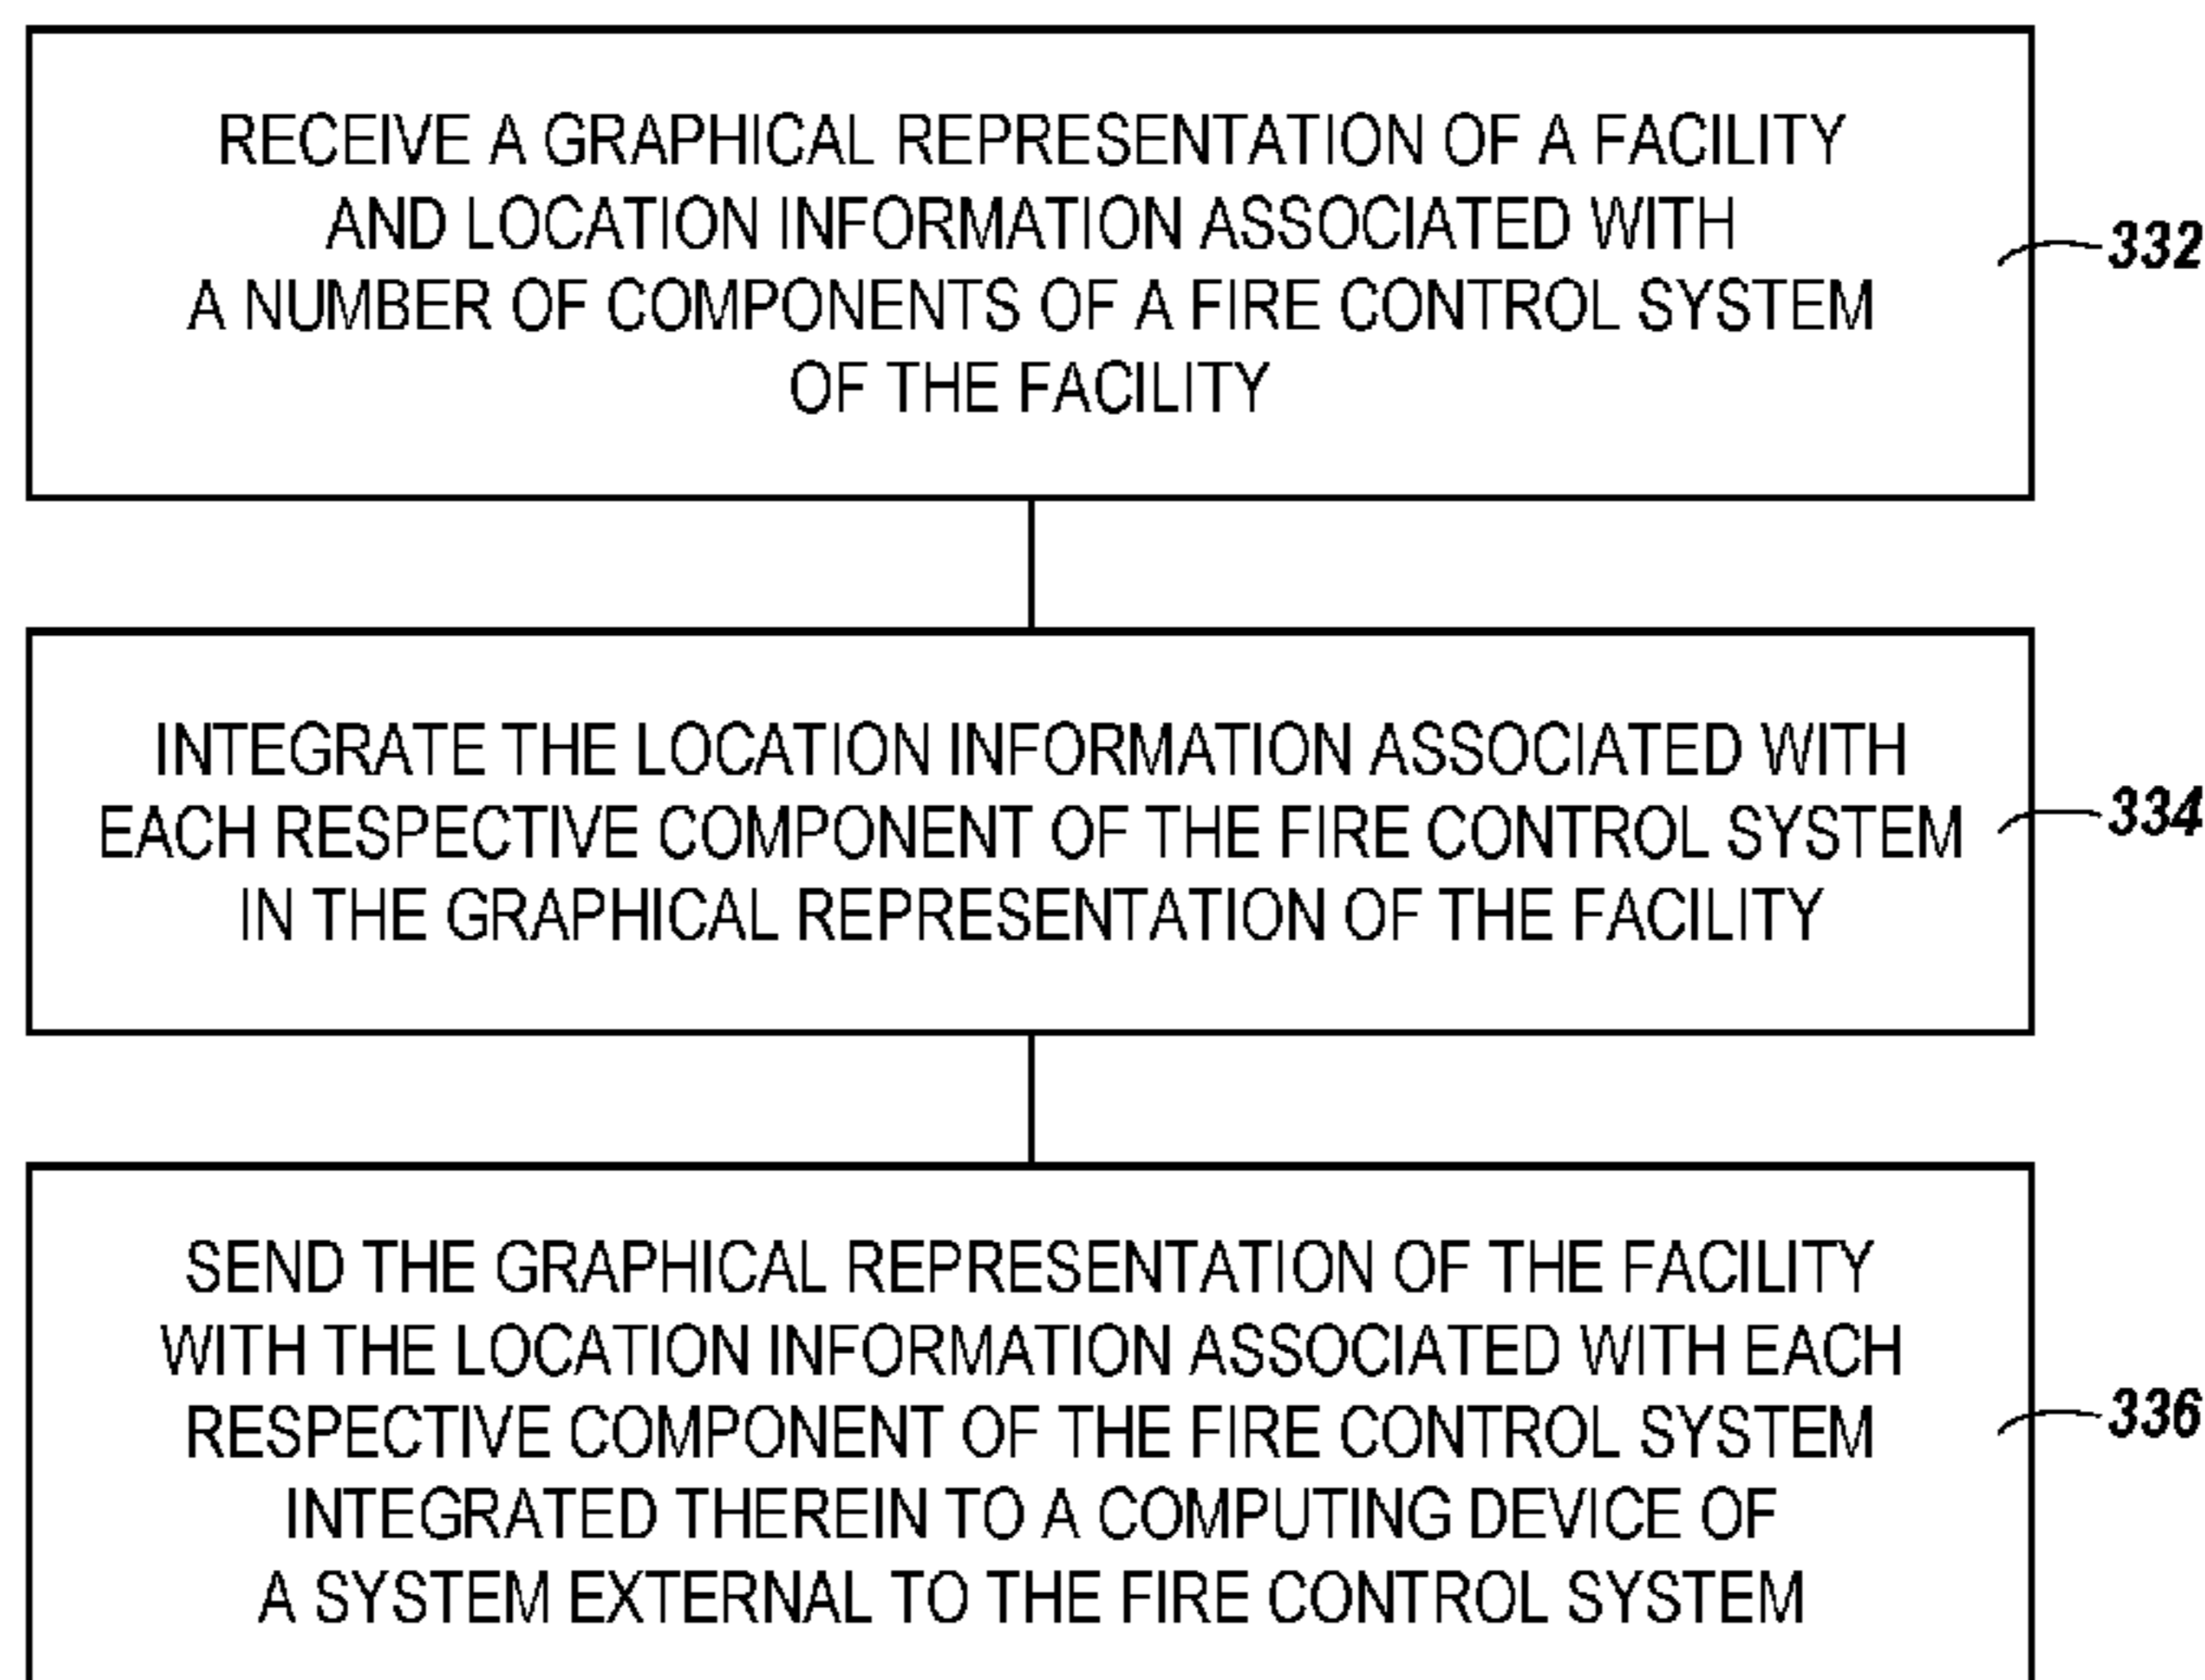 RECEIVE A GRAPHICAL REPRESENTATION OF A FACILITY
AND LOCATION INFORMATION ASSOCIATED WITH
A NUMBER OF COMPONENTS OF A FIRE CONTROL SYSTEM
OF THE FACILITY
332
INTEGRATE THE LOCATION INFORMATION ASSOCIATED WITH
EACH RESPECTIVE COMPONENT OF THE FIRE CONTROL SYSTEM
IN THE GRAPHICAL REPRESENTATION OF THE FACILITY
334
SEND THE GRAPHICAL REPRESENTATION OF THE FACILITY
WITH THE LOCATION INFORMATION ASSOCIATED WITH EACH
RESPECTIVE COMPONENT OF THE FIRE CONTROL SYSTEM
INTEGRATED THEREIN TO A COMPUTING DEVICE OF
A SYSTEM EXTERNAL TO THE FIRE CONTROL SYSTEM
336